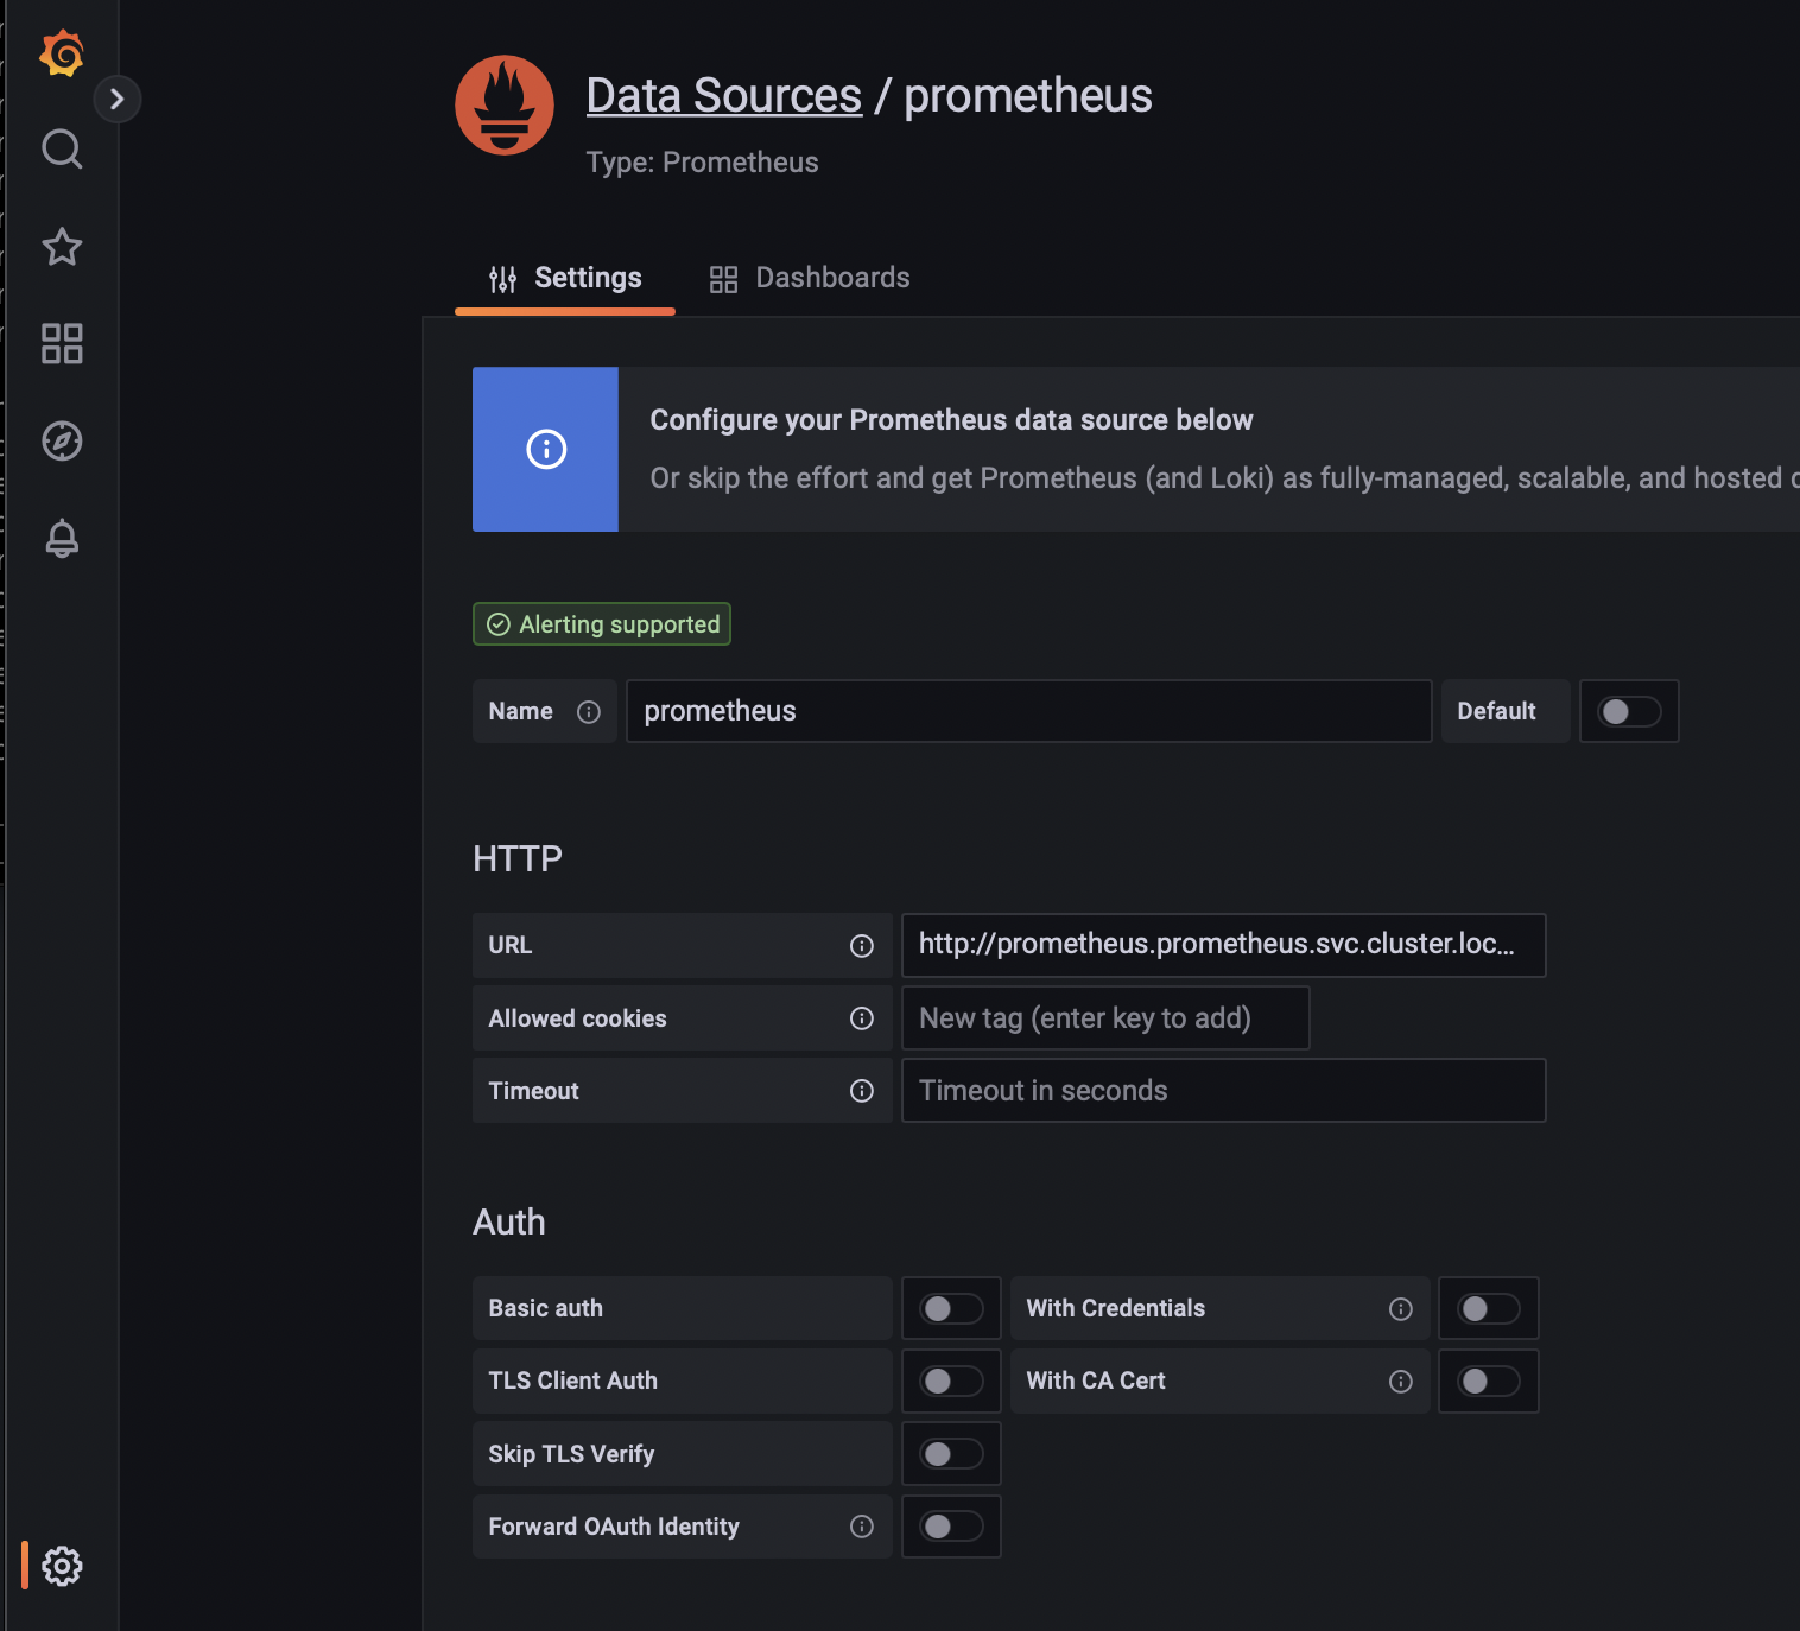 Data Sources / prometheus
Type: Prometheus
Settings
Dashboards
Configure your Prometheus data source below
Or skip the effort and get Prometheus (and Loki) as fully-managed, scalable, and hosted
Alerting supported
Name
prometheus
Default
HTTP
URL
http://prometheus.prometheus.svc.cluster.loc...
Allowed cookies
New tag (enter key to add)
Timeout
Timeout in seconds
Auth
Basic auth
With Credentials
TLS Client Auth
With CA Cert
Skip TLS Verify
Forward OAuth Identity